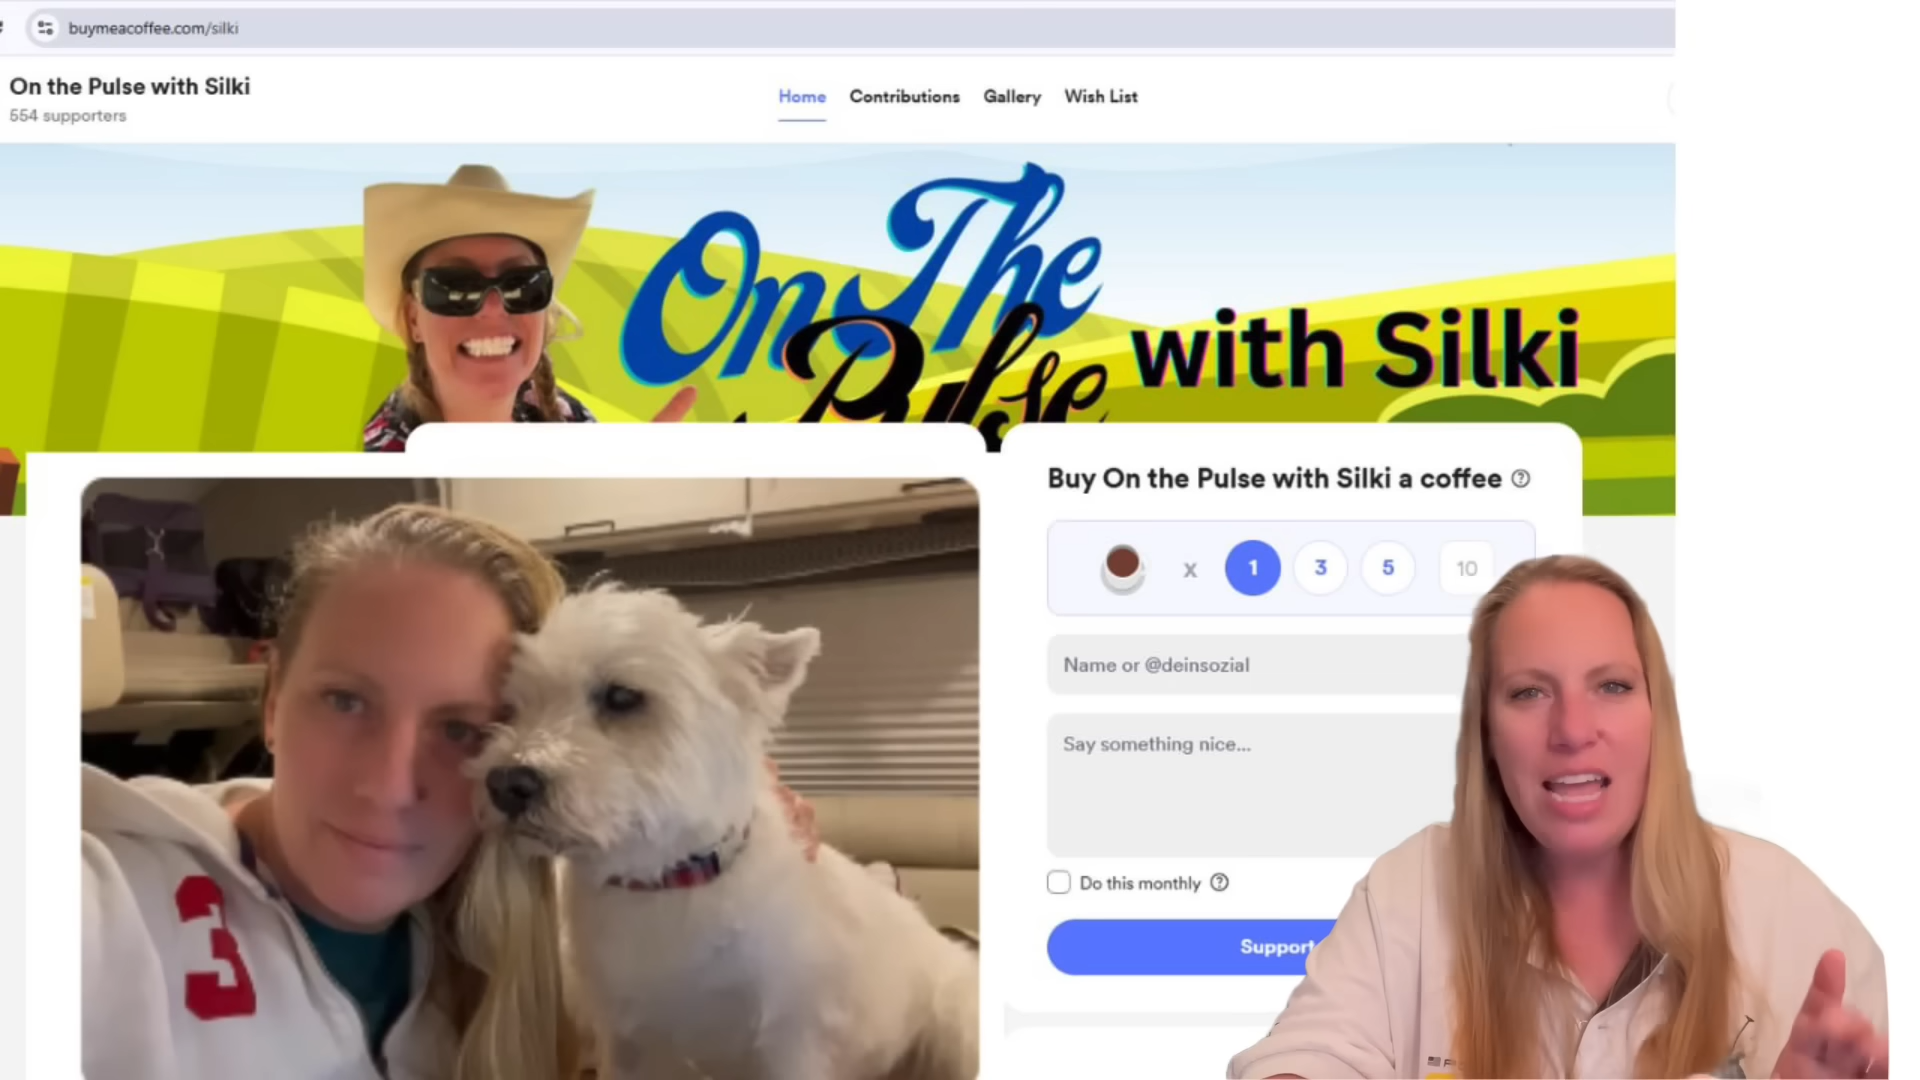 buymeacoffee.com/silki
On the Pulse with Silki
554 supporters
Home Contributions Gallery Wish List
On The
Pulse
with Silki
Buy On the Pulse with Silki a coffee
x 1 3 5 10
Name or @deinsozial
Say something nice...
Do this monthly
Support
3